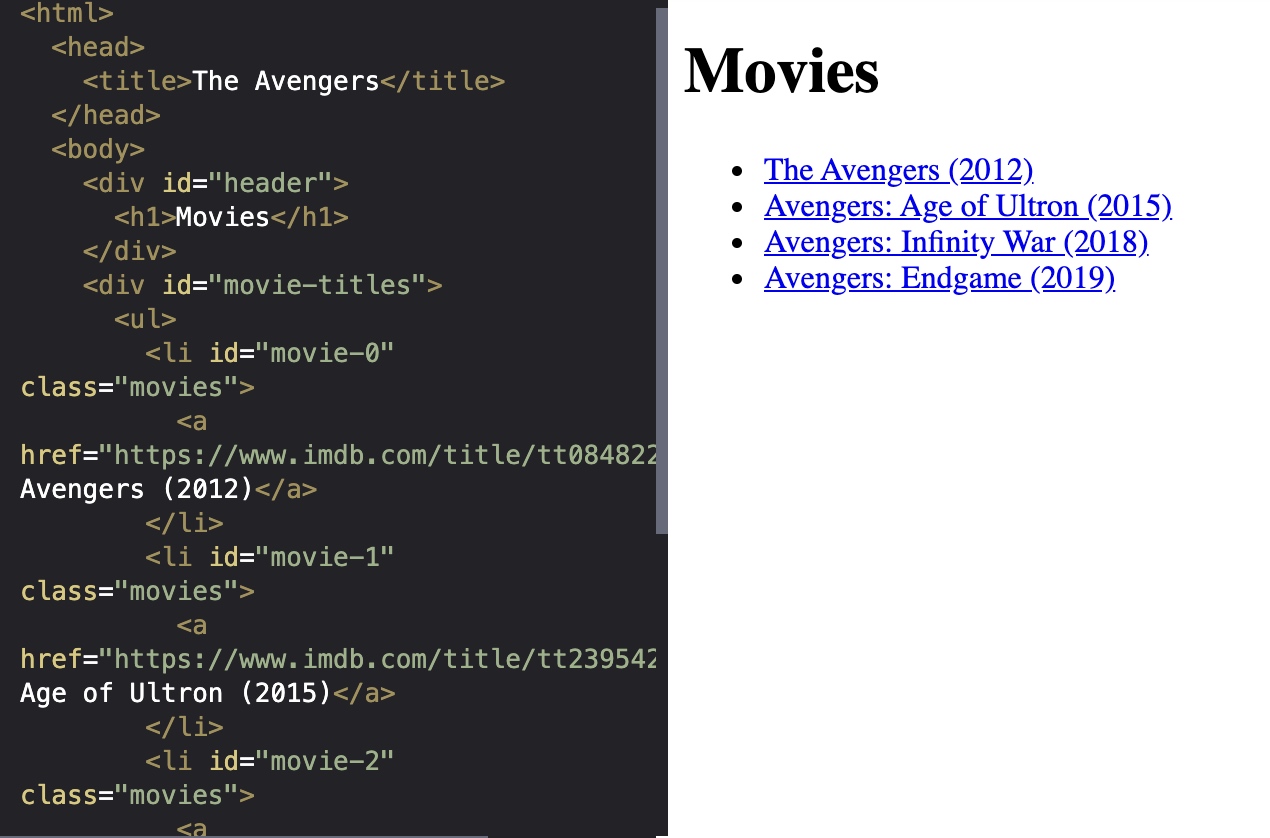 <html>
<head>
<title>The Avengers</title>
</head>
<body>
<div id="header">
<h1>Movies</h1>
</div>
<div id="movie-titles">
<ul>
<li id="movie-0"
class="movies">
<a
href="https://www.imdb.com/title/tt084822
Avengers (2012)</a>
</li>
<li id="movie-1"
class="movies">
<a
href="https://www.imdb.com/title/tt239542
Age of Ultron (2015)</a>
</li>
<li id="movie-2"
class="movies">
<a
Movies
• The Avengers (2012)
• Avengers: Age of Ultron (2015)
• Avengers: Infinity War (2018)
• Avengers: Endgame (2019)